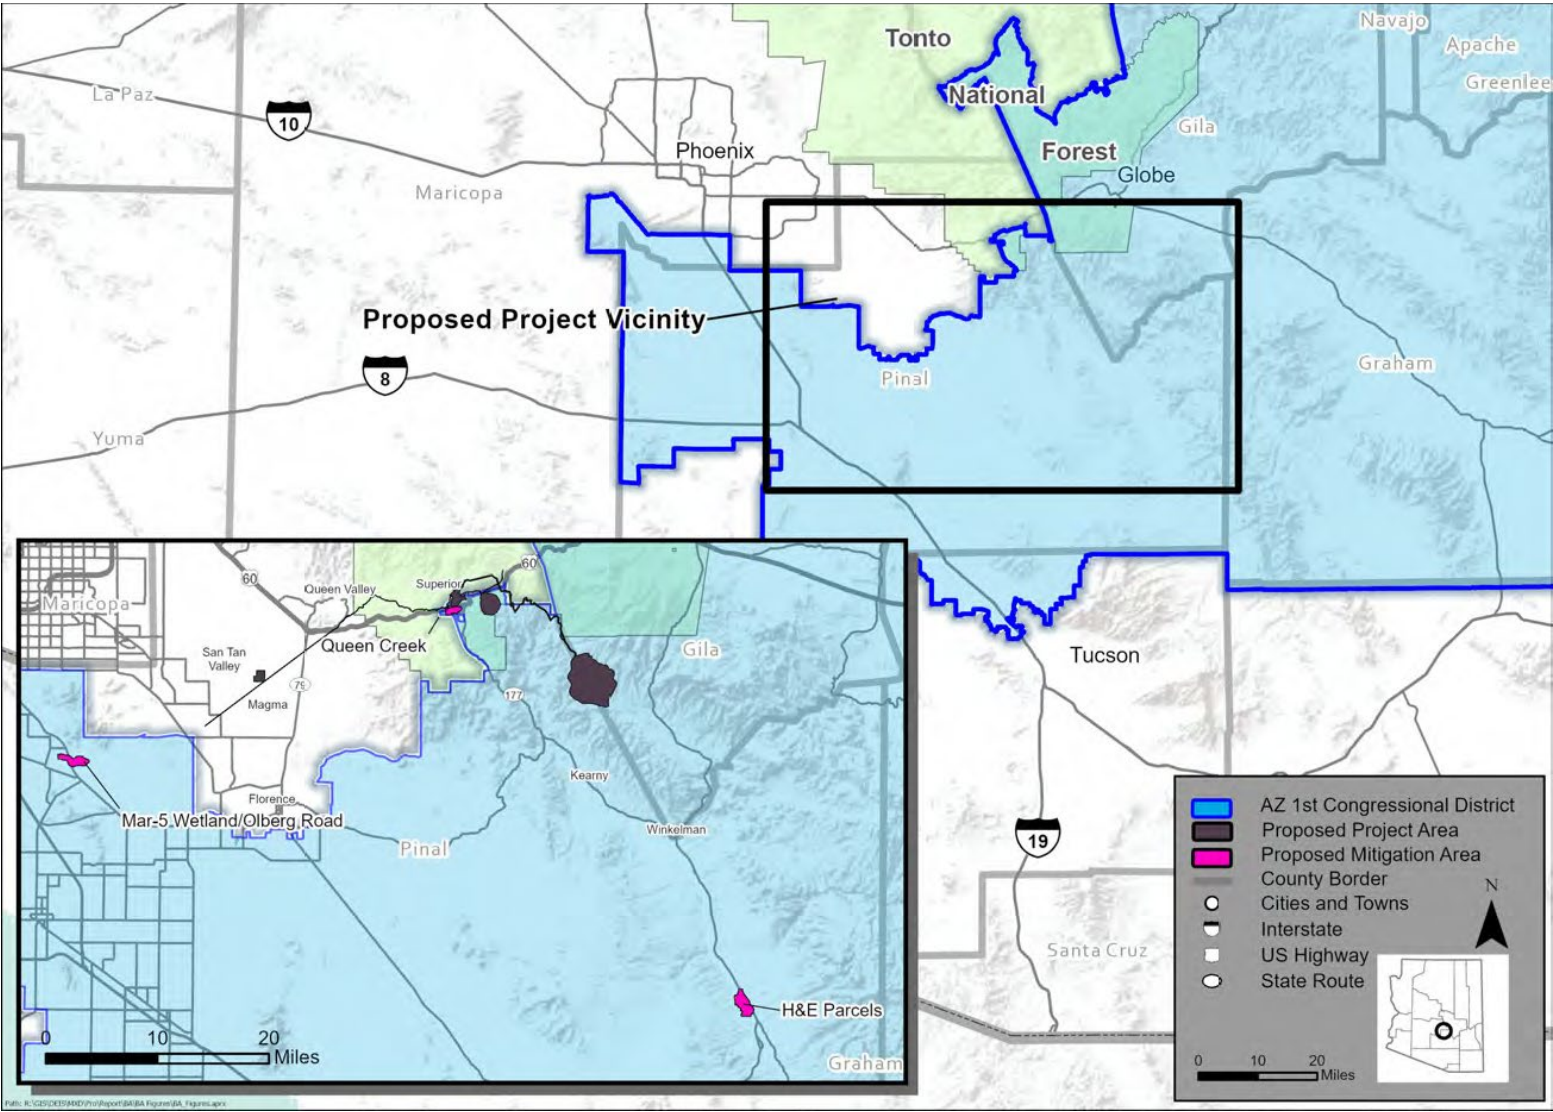 Navajo
Tonto
Apache
Greenlee
La Paz
National
10
Gila
Phoenix
Forest
Globe
Maricopa
Proposed Project Vicinity
8
Pinal
Graham
Yuma
60
60
Queen Valley
Superior
Maricopa
Queen Creek
Gila
San Tan
Valley
79
177
Magma
Kearny
Florence
Mar-5 Wetland/Olberg Road
Winkelman
Pinal
H&E Parcels
0 10 20
Miles
Graham
Tucson
19
Santa Cruz
AZ 1st Congressional District
Proposed Project Area
Proposed Mitigation Area
County Border
Cities and Towns
Interstate
US Highway
State Route
N
0 10 20
Miles